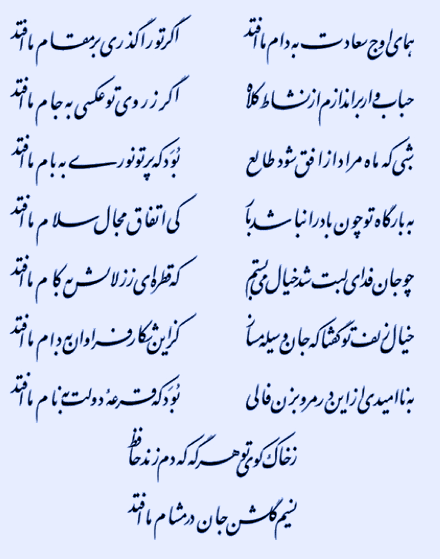 همای اوج سعادت به دام ما افتد اگر تو را گذری بر مقام ما افتد
حباب وار براندازم از نشاط کلاه اگر ز روی تو عکسی به جام ما افتد
شبی که ماه مراد از افق شود طالع بُوَد که پرتو نوری به بام ما افتد
به بارگاه تو چون باد را نباشد بار کی اتفاق مجال سلام ما افتد
چو جان فدای لبت شد خیال می‌بستم که قطره‌ای ز زلالش به کام ما افتد
خیال زلف تو گفتا که جان وسیله مساز کز این شکار فراوان به دام ما افتد
به ناامیدی از این در مرو بزن فالی بُوَد که قرعهٔ دولت به نام ما افتد
ز خاک کوی تو هر گه که دم زند حافظ
نسیم گلشن جان در مشام ما افتد